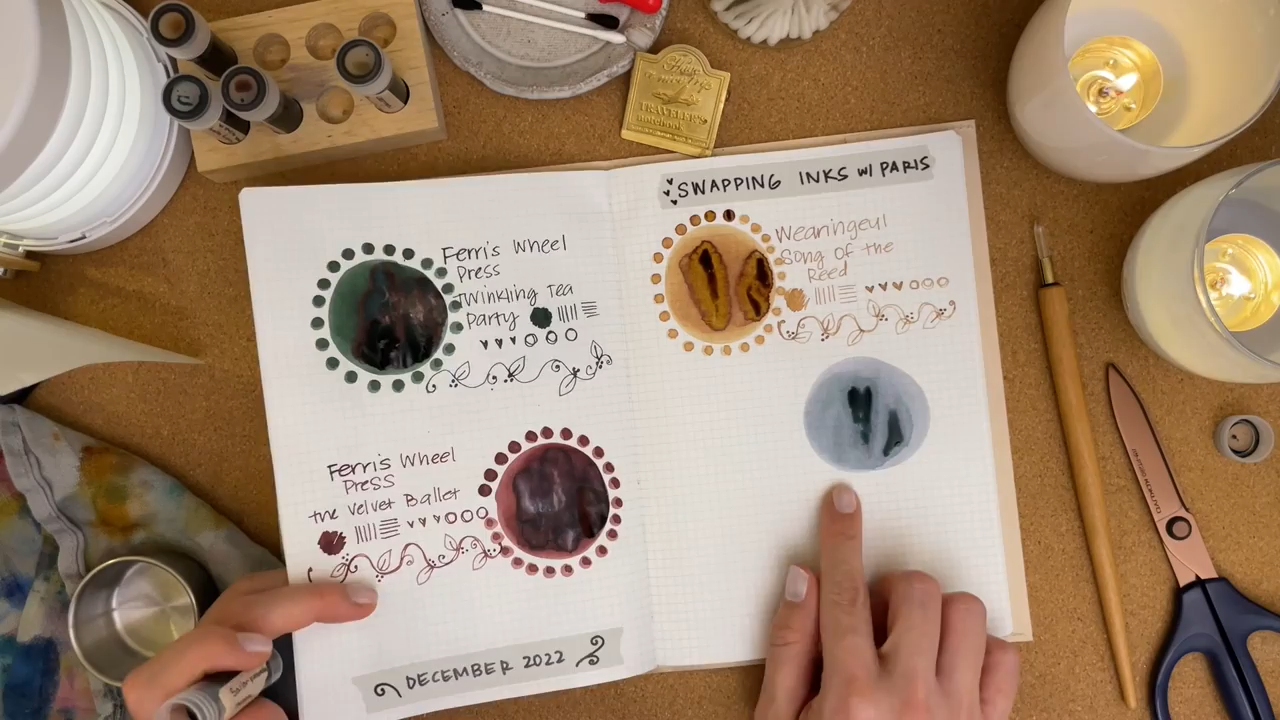 TRAVELER'S
notebook
SWAPPING INKS W/ PARIS
Ferris Wheel
Press
Twinkling Tea
Party
Wearingeul
Song of the
Reed
Ferris Wheel
Press
the Velvet Ballet
DECEMBER 2022